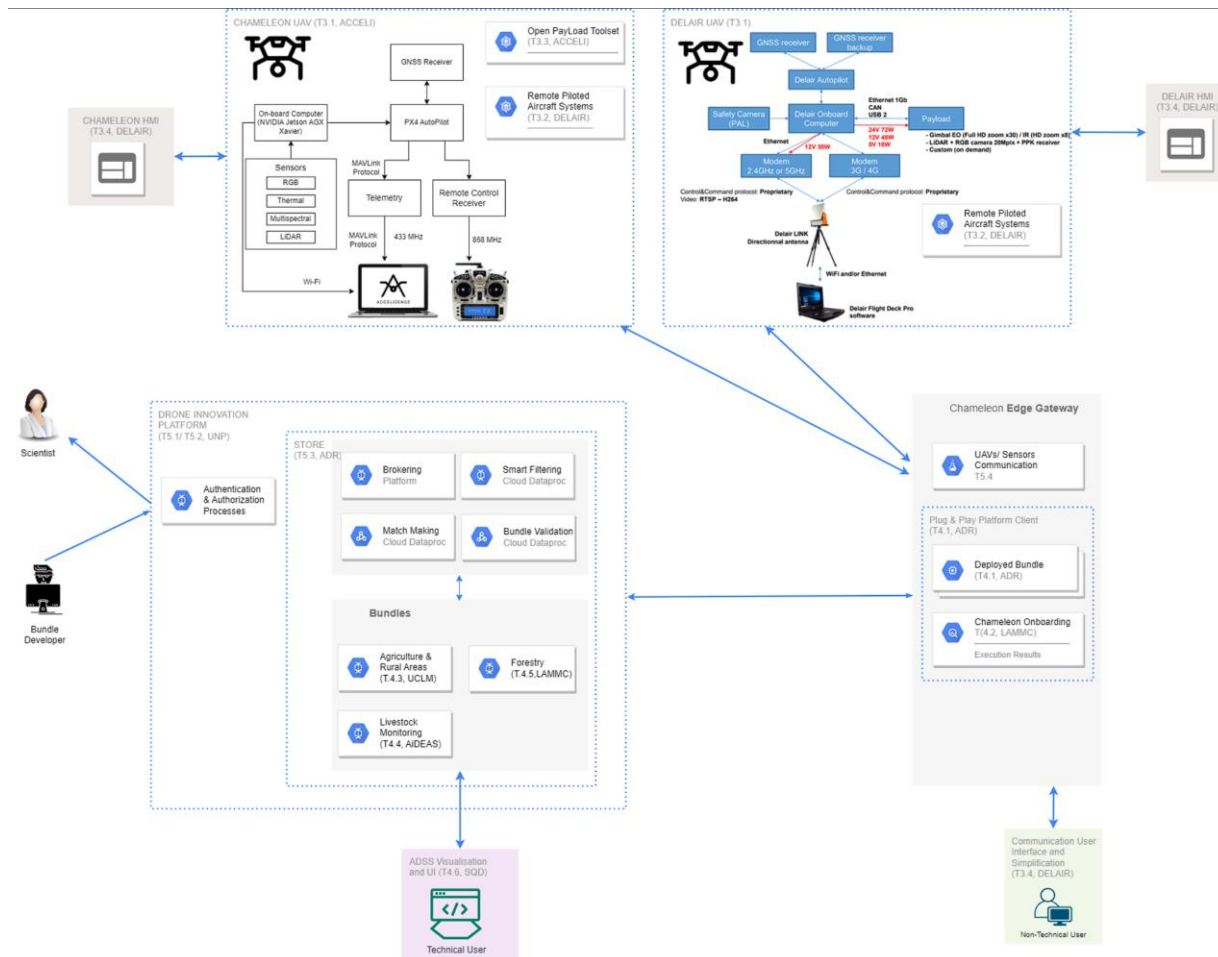 CHAMELEON UAV (T3.1, ACCELI)
GNSS Receiver
On-board Computer
(NVIDIA Jetson AGX
Xavier)
PX4 AutoPilot
Sensors
RGB
Thermal
Multispectral
LiDAR
MAVLink
Protocol
Telemetry
Remote Control
Receiver
MAVLink
Protocol
433 MHz
868 MHz
Wi-Fi
ACCELIGENCE
Open PayLoad Toolset
(T3.3, ACCELI)
Remote Piloted
Aircraft Systems
(T3.2, DELAIR)
CHAMELEON HMI
(T3.4, DELAIR)
DELAIR UAV (T3.1)
GNSS receiver
GNSS receiver
backup
Delair Autopilot
Safety Camera
(PAL)
Delair Onboard
Computer
Ethernet 1Gb
CAN
USB 2
24V 72W
12V 48W
5V 16W
Payload
- Gimbal EO (Full HD zoom x30) / IR (HD zoom x8)
- LiDAR + RGB camera 20Mpix + PPK receiver
- Custom (on demand)
Ethernet
12V 30W
Modem
2.4GHz or 5GHz
Modem
3G / 4G
Control&Command protocol: Proprietary
Video: RTSP – H264
Control&Command protocol: Proprietary
Delair LINK
Directionnal antenna
WiFi and/or Ethernet
Delair Flight Deck Pro
software
Remote Piloted
Aircraft Systems
(T3.2, DELAIR)
DELAIR HMI
(T3.4, DELAIR)
Scientist
Bundle
Developer
DRONE INNOVATION
PLATFORM
(T5.1/ T5.2, UNP)
Authentication
& Authorization
Processes
STORE
(T5.3, ADR)
Brokering
Platform
Smart Filtering
Cloud Dataproc
Match Making
Cloud Dataproc
Bundle Validation
Cloud Dataproc
Bundles
Agriculture &
Rural Areas
(T.4.3, UCLM)
Forestry
(T.4.5,LAMMC)
Livestock
Monitoring
(T4.4, AiDEAS)
ADSS Visualisation
and UI (T4.6, SQD)
Technical User
Chameleon Edge Gateway
UAVs/ Sensors
Communication
T5.4
Plug & Play Platform Client
(T4.1, ADR)
Deployed Bundle
(T4.1, ADR)
Chameleon Onboarding
T(4.2, LAMMC)
Execution Results
Communication User
Interface and
Simplification
(T3.4, DELAIR)
Non-Technical User